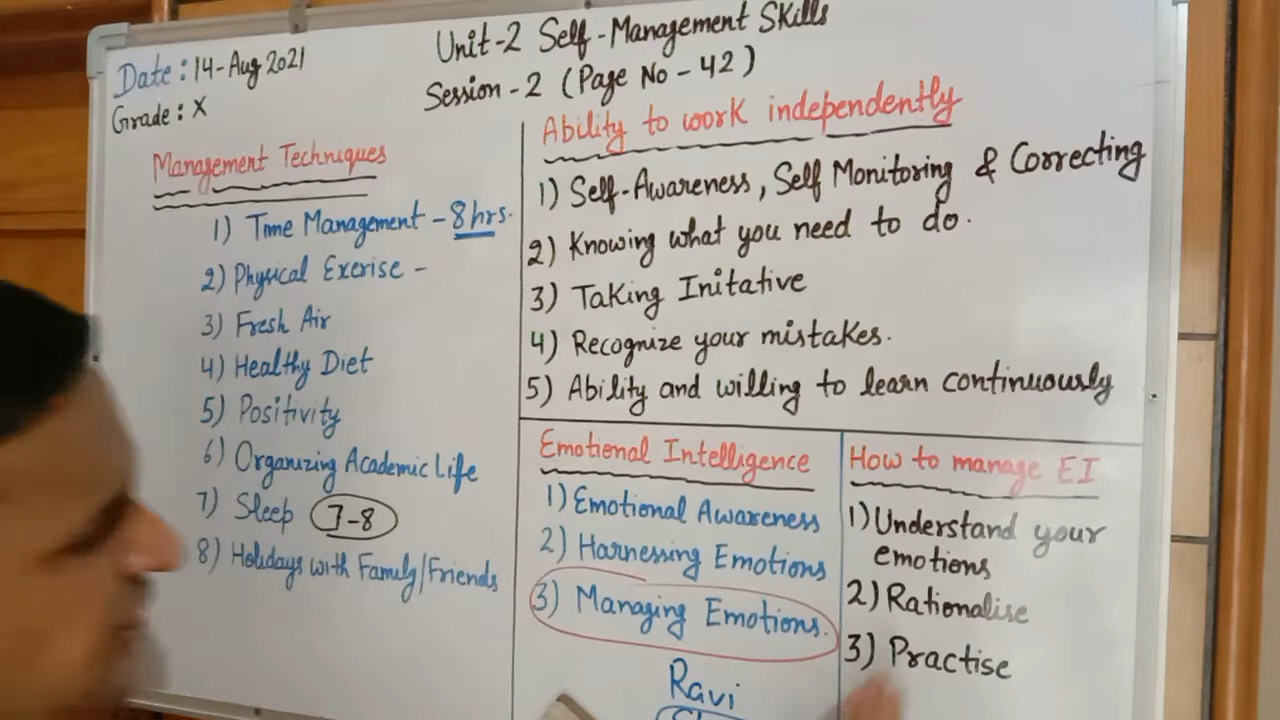 Unit-2 Self-Management Skills
Session-2 (Page No-42)
Date: 14-Aug 2021
Grade: X
Management Techniques
1) Time Management - 8 hrs.
2) Physical Exerise -
3) Fresh Air
4) Healthy Diet
5) Positivity
6) Organizing Academic Life
7) Sleep 7-8
8) Holidays with Family/Friends
Ability to work independently
1) Self-Awareness, Self Monitoring & Correcting
2) Knowing what you need to do.
3) Taking Initative
4) Recognize your mistakes.
5) Ability and willing to learn continuously
Emotional Intelligence
1) Emotional Awareness
2) Harnessing Emotions
3) Managing Emotions.
Ravi
How to manage EI
1) Understand your
emotions
2) Rationalise
3) Practise